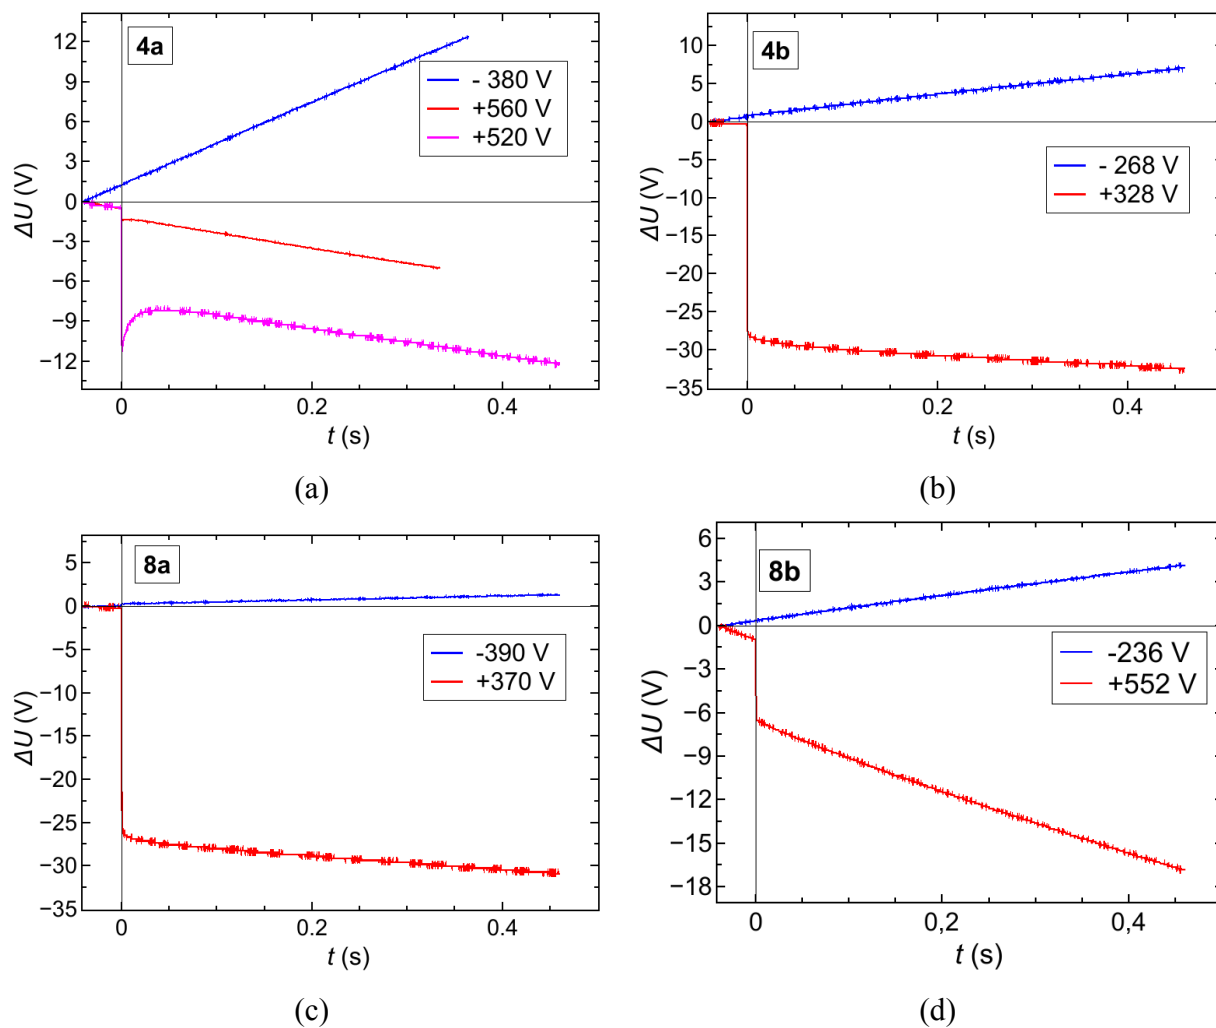 4a
- 380 V
+560 V
+520 V
12
9
6
3
0
−3
−6
−9
−12
ΔU (V)
0
0.2
0.4
t (s)
(a)
4b
- 268 V
+328 V
10
5
0
−5
−10
−15
−20
−25
−30
−35
ΔU (V)
0
0.2
0.4
t (s)
(b)
8a
-390 V
+370 V
5
0
−5
−10
−15
−20
−25
−30
−35
ΔU (V)
0
0.2
0.4
t (s)
(c)
8b
-236 V
+552 V
6
3
0
−3
−6
−9
−12
−15
−18
ΔU (V)
0
0,2
0,4
t (s)
(d)